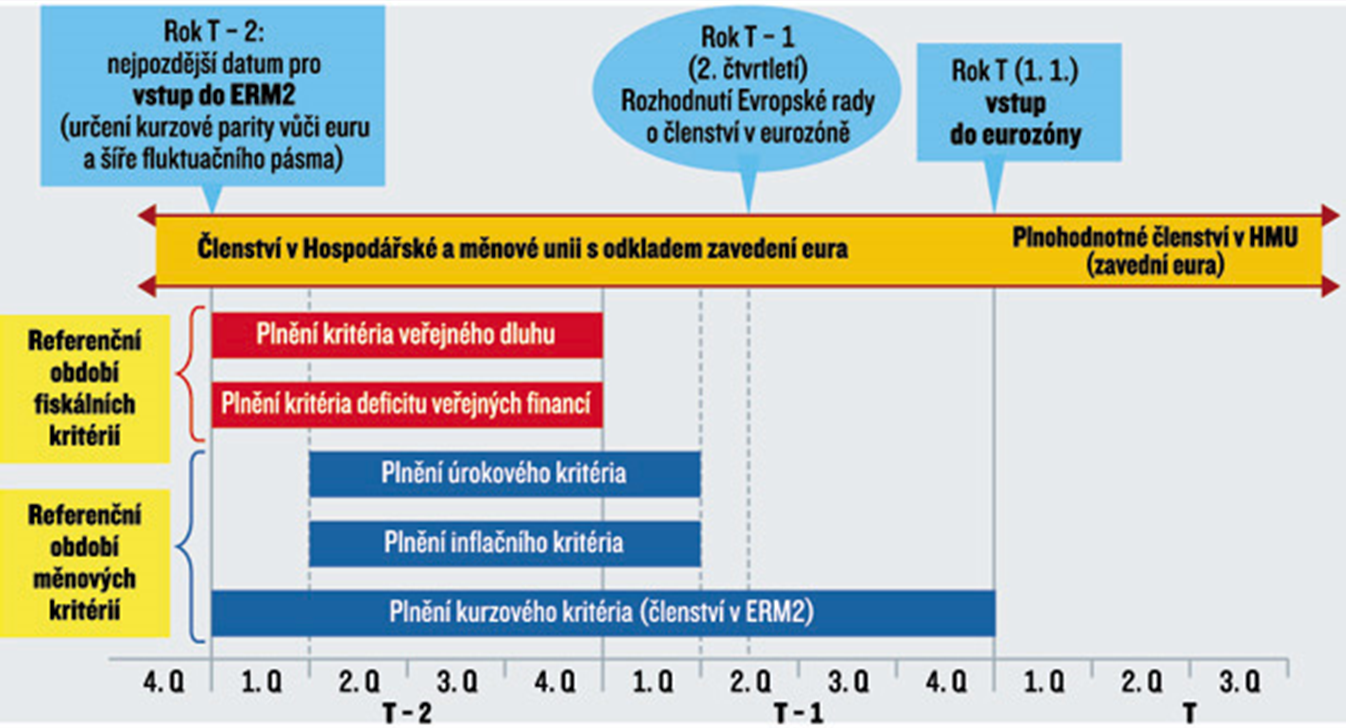 Rok T – 2:
nejpozdější datum pro
vstup do ERM2
(určení kurzové parity vůči euru
a šíře fluktuačního pásma)
Rok T – 1
(2. čtvrtletí)
Rozhodnutí Evropské rady
o členství v eurozóně
Rok T (1. 1.)
vstup
do eurozóny
Členství v Hospodářské a měnové unii s odkladem zavedení eura
Plnohodnotné členství v HMU
(zavední eura)
Referenční
období
fiskálních
kritérií
Plnění kritéria veřejného dluhu
Plnění kritéria deficitu veřejných financí
Referenční
období
měnových
kritérií
Plnění úrokového kritéria
Plnění inflačního kritéria
Plnění kurzového kritéria (členství v ERM2)
4. Q 1. Q 2. Q 3. Q 4. Q 1. Q 2. Q 3. Q 4. Q 1. Q 2. Q 3. Q
T – 2 T – 1 T